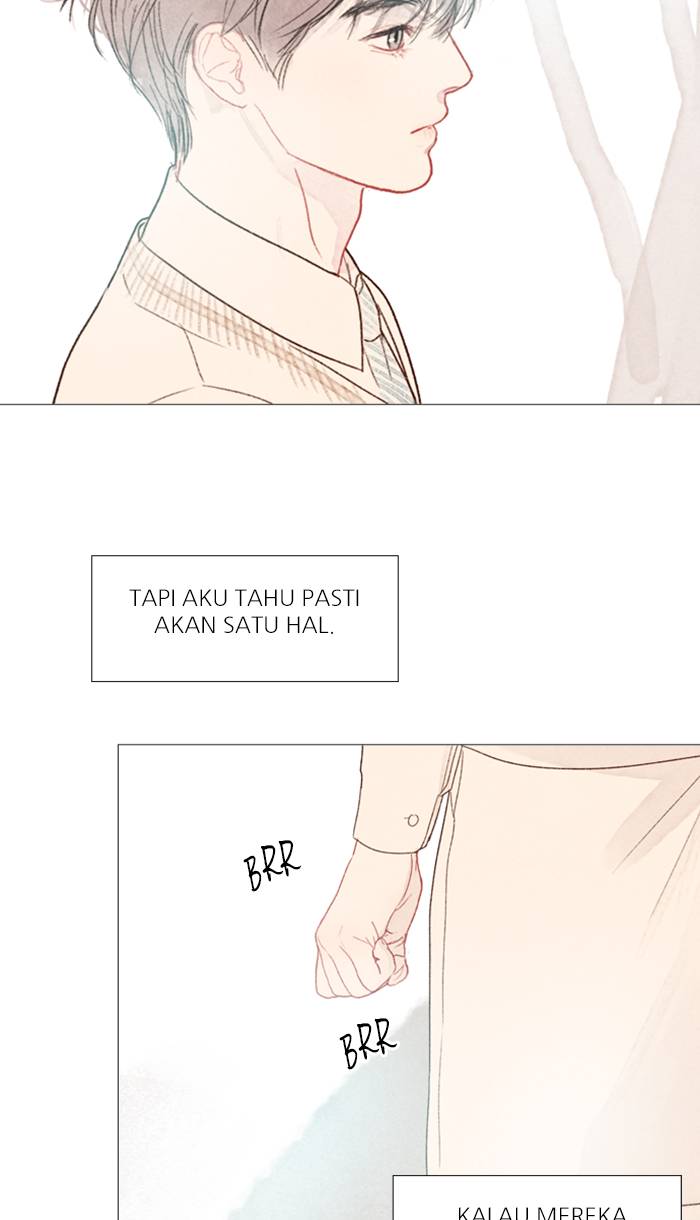 TAPI AKU TAHU PASTI
AKAN SATU HAL.
BRR
BRR
KALAU MEREKA